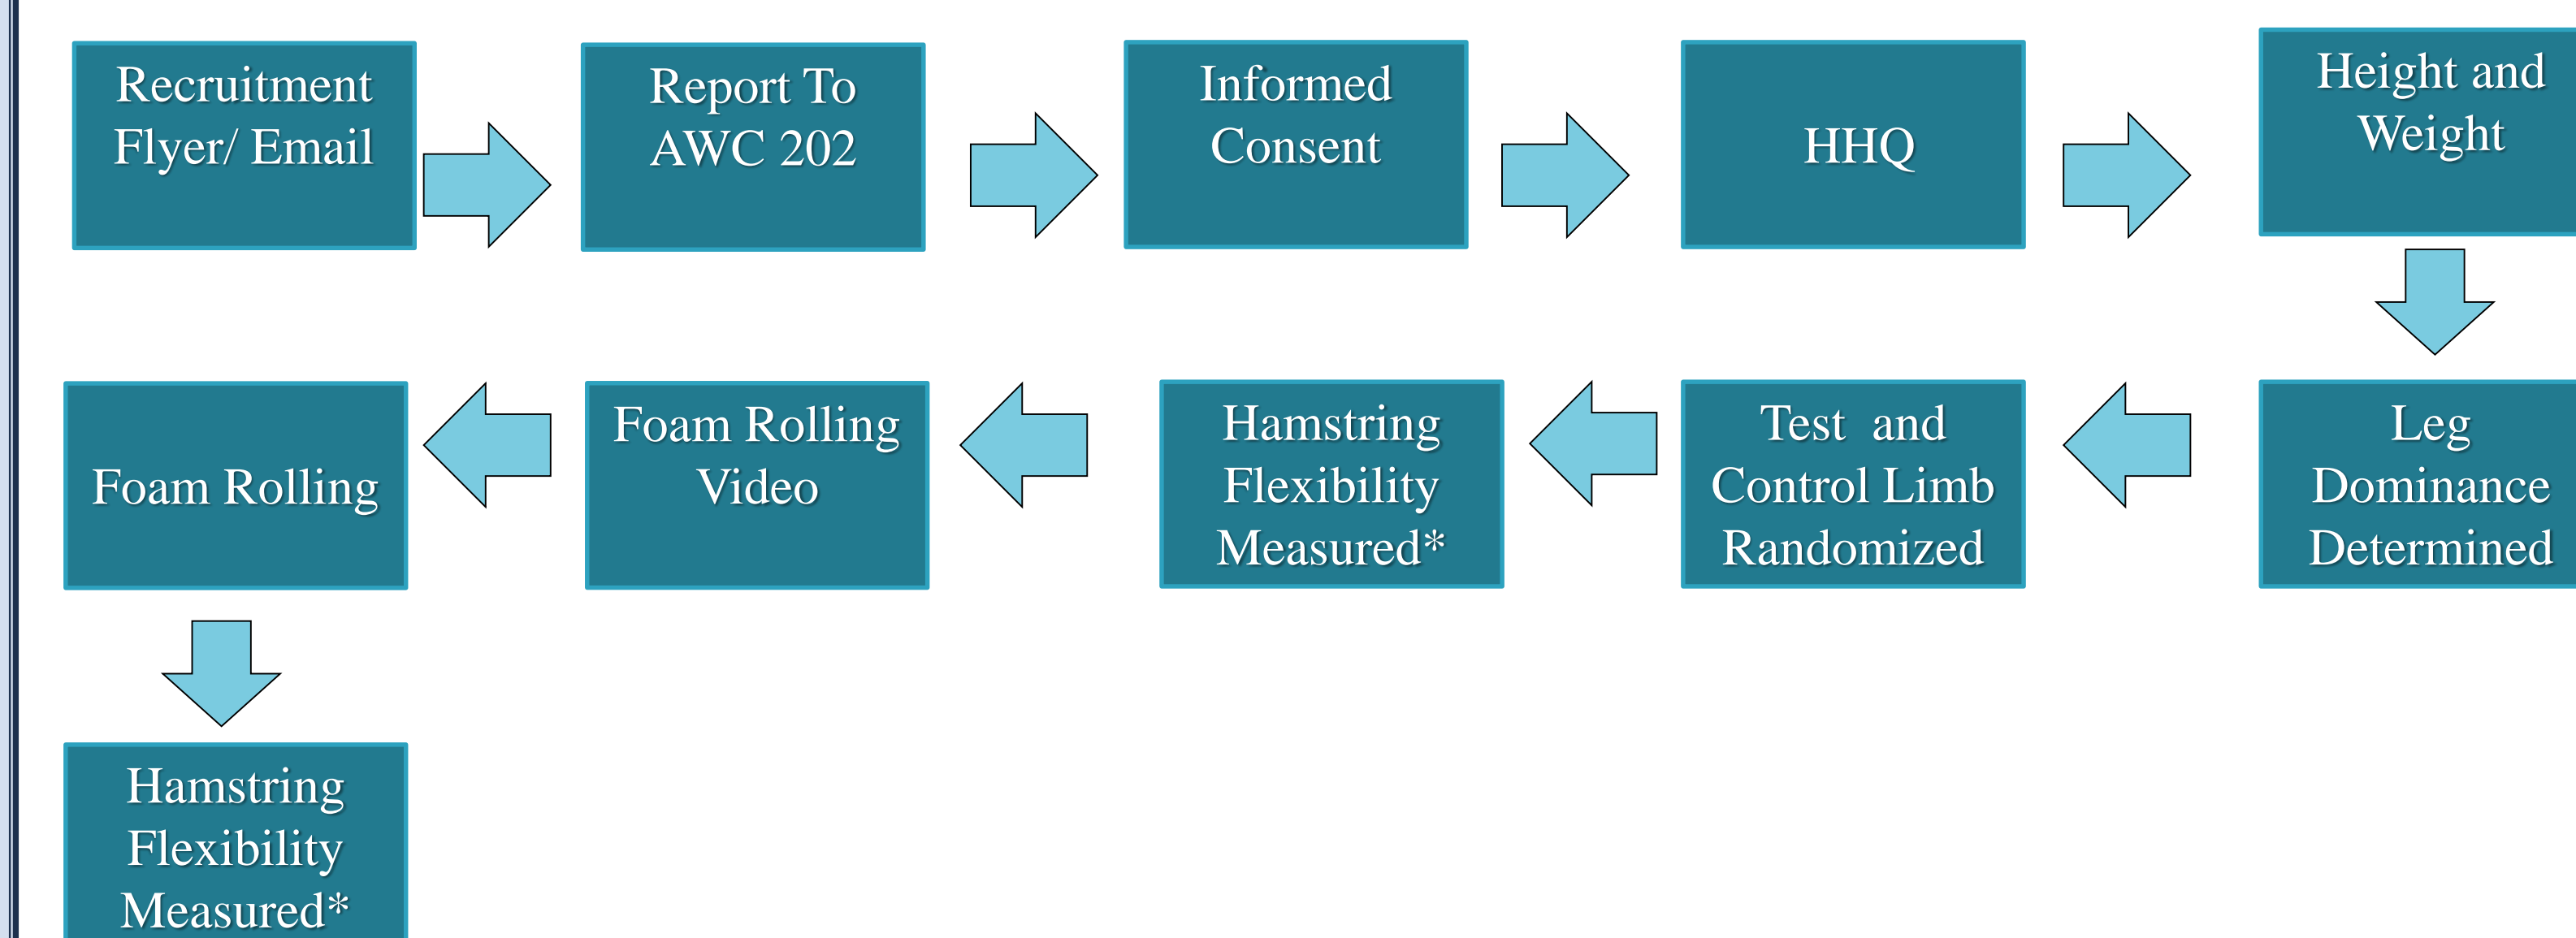 Recruitment
Flyer/ Email
Report To
AWC 202
Informed
Consent
HHQ
Height and
Weight
Leg
Dominance
Determined
Test and
Control Limb
Randomized
Hamstring
Flexibility
Measured*
Foam Rolling
Video
Foam Rolling
Hamstring
Flexibility
Measured*